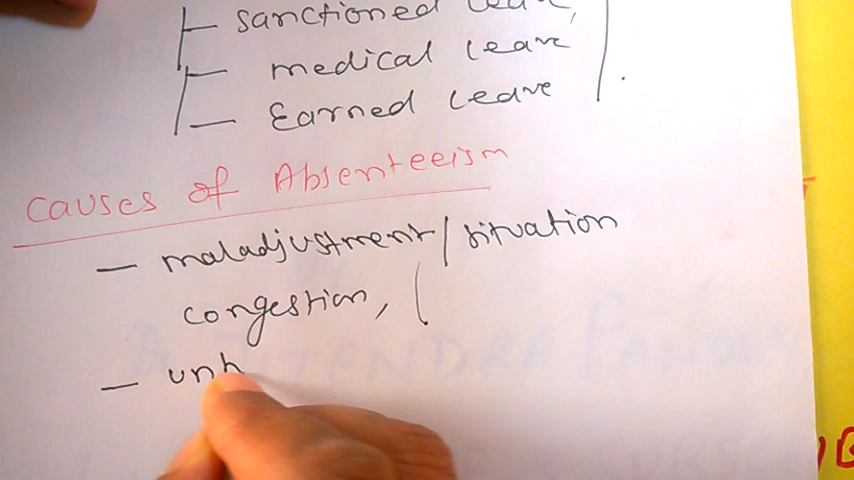 sanctioned leave,
medical leave
Earned leave
Causes of Absenteeism
— maladjustment/situation
congestion, (
— unh